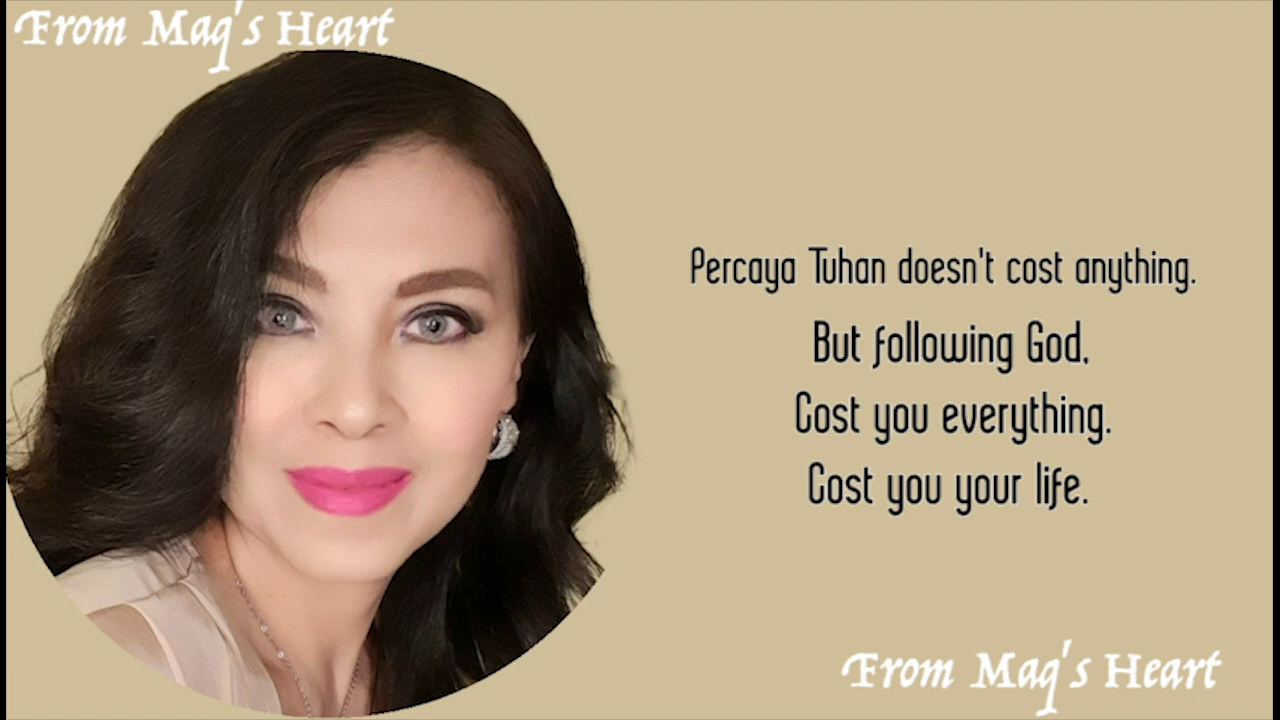 From Maq's Heart
Percaya Tuhan doesn't cost anything.
But following God,
Cost you everything.
Cost you your life.
From Maq's Heart